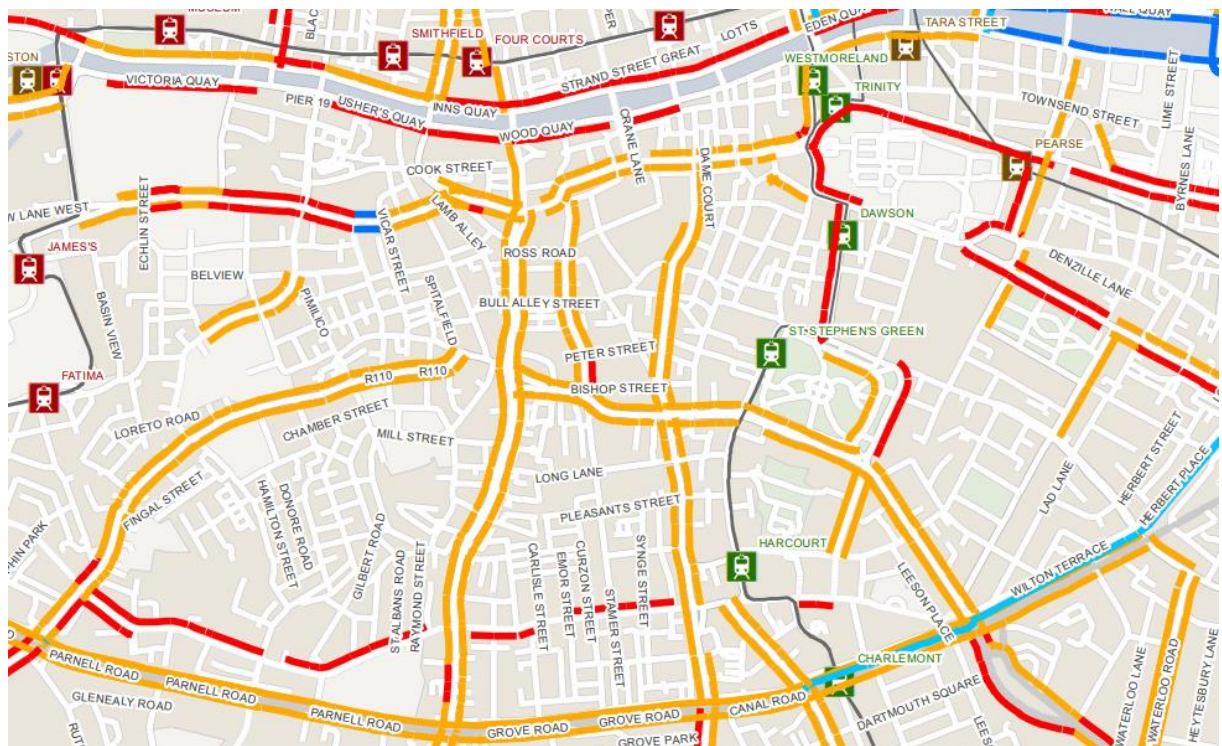 MUSEUM
SMITHFIELD
FOUR COURTS
LOTTS
EDEN QUAY
TARA STREET
WESTMORELAND
STRAND STREET GREAT
VICTORIA QUAY
TRINITY
PIER 19
USHER'S QUAY
INNS QUAY
WOOD QUAY
CRANE LANE
TOWNSEND STREET
LIME STREET
PEARSE
BYRNES LANE
COOK STREET
DAME COURT
ECHLIN STREET
VICAR STREET
LAMB ALLEY
DAWSON
JAMES'S
BELVIEW
ROSS ROAD
DENZILLE LANE
BASIN VIEW
PIMILICO
SPITALFIELD
BULL ALLEY STREET
ST. STEPHEN'S GREEN
PETER STREET
FATIMA
R110
R110
BISHOP STREET
LORETO ROAD
CHAMBER STREET
MILL STREET
LONG LANE
LAD LANE
HERBERT STREET
HERBERT PLACE
FINGAL STREET
HAMILTON STREET
DONORE ROAD
GILBERT ROAD
PLEASANTS STREET
HARCOURT
ST ALBANS ROAD
RAYMOND STREET
CARLISLE STREET
EMOR STREET
CURZON STREET
STAMER STREET
SYNGE STREET
LEESON PLACE
WILTON TERRACE
PARNELL ROAD
PARNELL ROAD
PARNELL ROAD
GLENEALY ROAD
GROVE ROAD
GROVE ROAD
GROVE PARK
CANAL ROAD
CHARLEMONT
DARTMOUTH SQUARE
WATERLOO LANE
WATERLOO ROAD
HEYTESBURY LANE